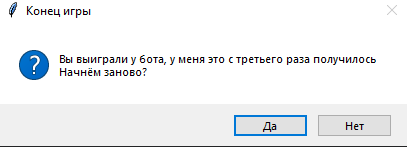 Конец игры
Вы выиграли у бота, у меня это с третьего раза получилось
Начнём заново?
Да
Нет